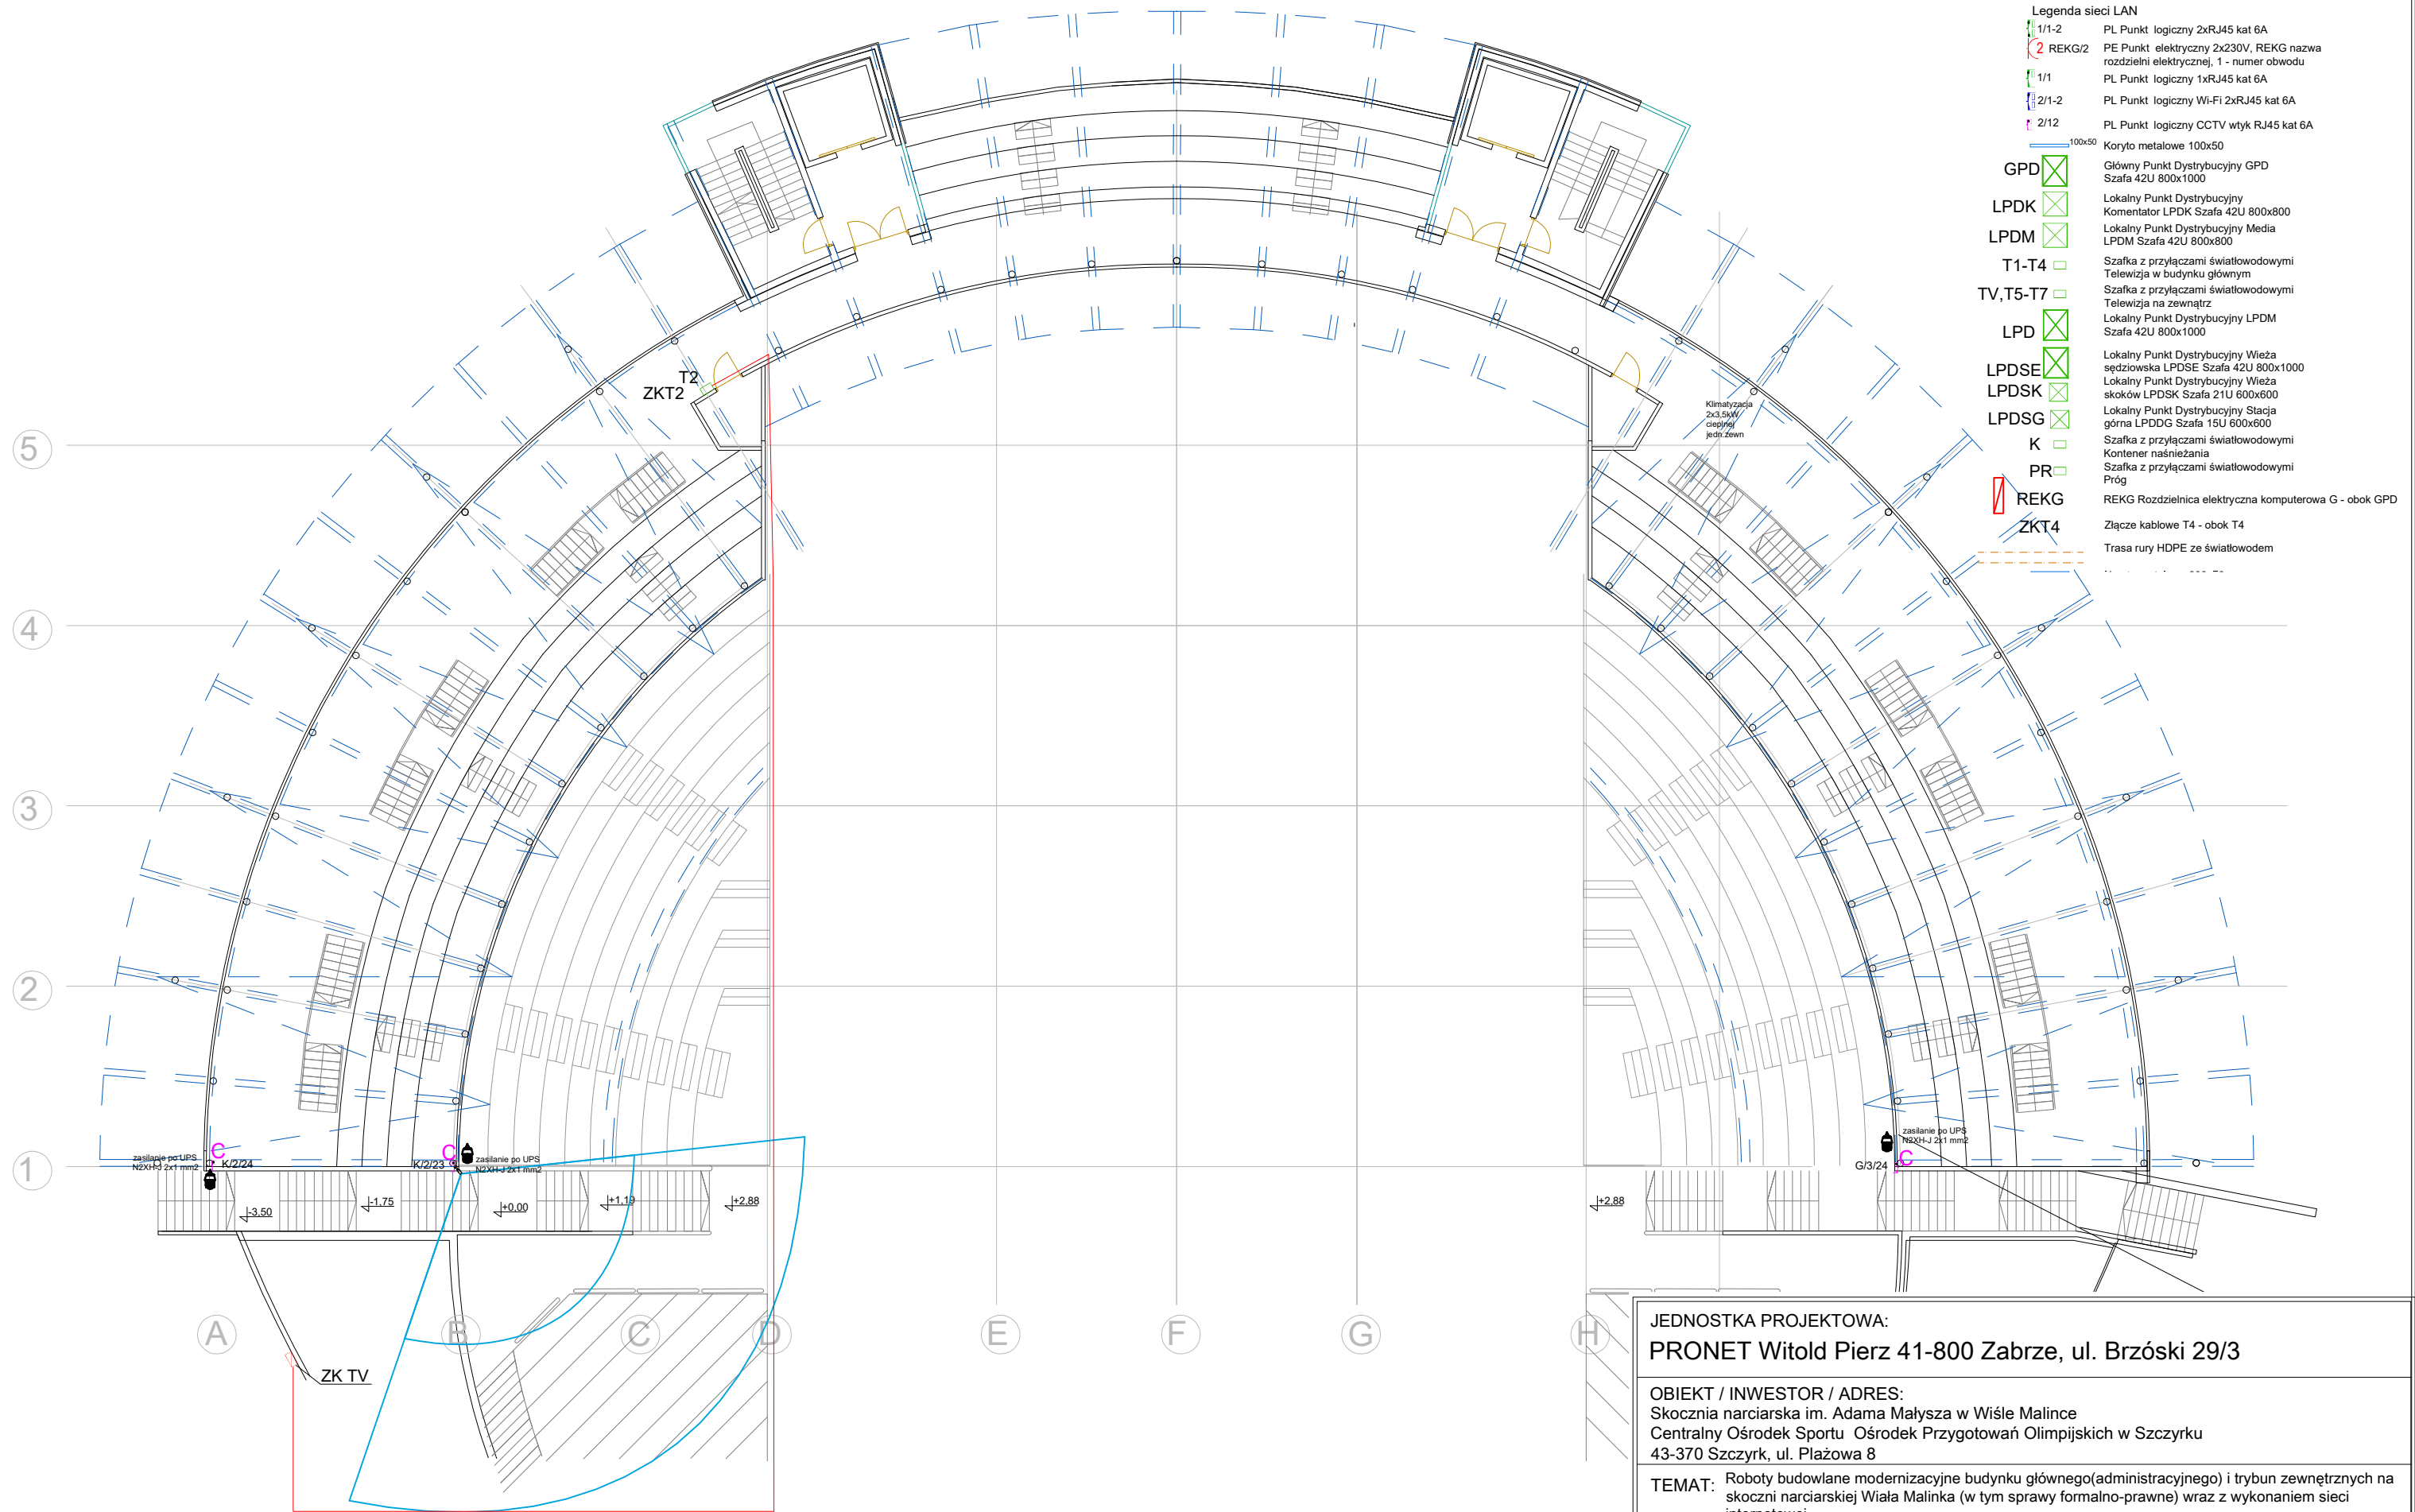 Legenda sieci LAN
1/1-2 PL Punkt logiczny 2xRJ45 kat 6A
2 REKG/2 PE Punkt elektryczny 2x230V, REKG nazwa
rozdzielni elektrycznej, 1 - numer obwodu
1/1 PL Punkt logiczny 1xRJ45 kat 6A
2/1-2 PL Punkt logiczny Wi-Fi 2xRJ45 kat 6A
2/12 PL Punkt logiczny CCTV wtyk RJ45 kat 6A
100x50 Koryto metalowe 100x50
GPD Główny Punkt Dystrybucyjny GPD
Szafa 42U 800x1000
LPDK Lokalny Punkt Dystrybucyjny
Komentator LPDK Szafa 42U 800x800
LPDM Lokalny Punkt Dystrybucyjny Media
LPDM Szafa 42U 800x800
T1-T4 Szafka z przyłączami światłowodowymi
Telewizja w budynku głównym
TV,T5-T7 Szafka z przyłączami światłowodowymi
Telewizja na zewnątrz
LPD Lokalny Punkt Dystrybucyjny LPDM
Szafa 42U 800x1000
LPDSE Lokalny Punkt Dystrybucyjny Wieża
sędziowska LPDSE Szafa 42U 800x1000
LPDSK Lokalny Punkt Dystrybucyjny Wieża
skoków LPDSK Szafa 21U 600x600
LPDSG Lokalny Punkt Dystrybucyjny Stacja
górna LPDDG Szafa 15U 600x600
K Szafka z przyłączami światłowodowymi
Kontener naśnieżania
PR Szafka z przyłączami światłowodowymi
Próg
REKG REKG Rozdzielnica elektryczna komputerowa G - obok GPD
ZKT4 Złącze kablowe T4 - obok T4
Trasa rury HDPE ze światłowodem
T2
ZKT2
Klimatyzacja
2x3,5kW
cieplnej
jedn.zewn
5
4
3
2
1
zasilanie po UPS
N2XH-J 2x1 mm2
C
K/2/24
K/2/23
C
zasilanie po UPS
N2XH-J 2x1 mm2
zasilanie po UPS
N2XH-J 2x1 mm2
G/3/24
C
-3,50
-1,75
+0,00
+1,19
+2,88
+2,88
A
B
C
D
E
F
G
H
ZK TV
JEDNOSTKA PROJEKTOWA:
PRONET Witold Pierz 41-800 Zabrze, ul. Brzóski 29/3
OBIEKT / INWESTOR / ADRES:
Skocznia narciarska im. Adama Małysza w Wiśle Malince
Centralny Ośrodek Sportu Ośrodek Przygotowań Olimpijskich w Szczyrku
43-370 Szczyrk, ul. Plażowa 8
TEMAT: Roboty budowlane modernizacyjne budynku głównego(administracyjnego) i trybun zewnętrznych na
skoczni narciarskiej Wiała Malinka (w tym sprawy formalno-prawne) wraz z wykonaniem sieci